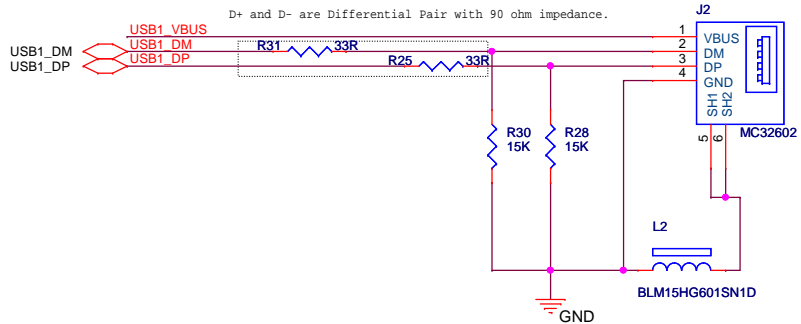 D+ and D- are Differential Pair with 90 ohm impedance.
J2
USB1_VBUS
1
VBUS
USB1_DM
USB1_DM
R31
33R
2
DM
USB1_DP
USB1_DP
R25
33R
3
DP
4
GND
SH1
SH2
5
6
MC32602
R30
15K
R28
15K
L2
BLM15HG601SN1D
GND